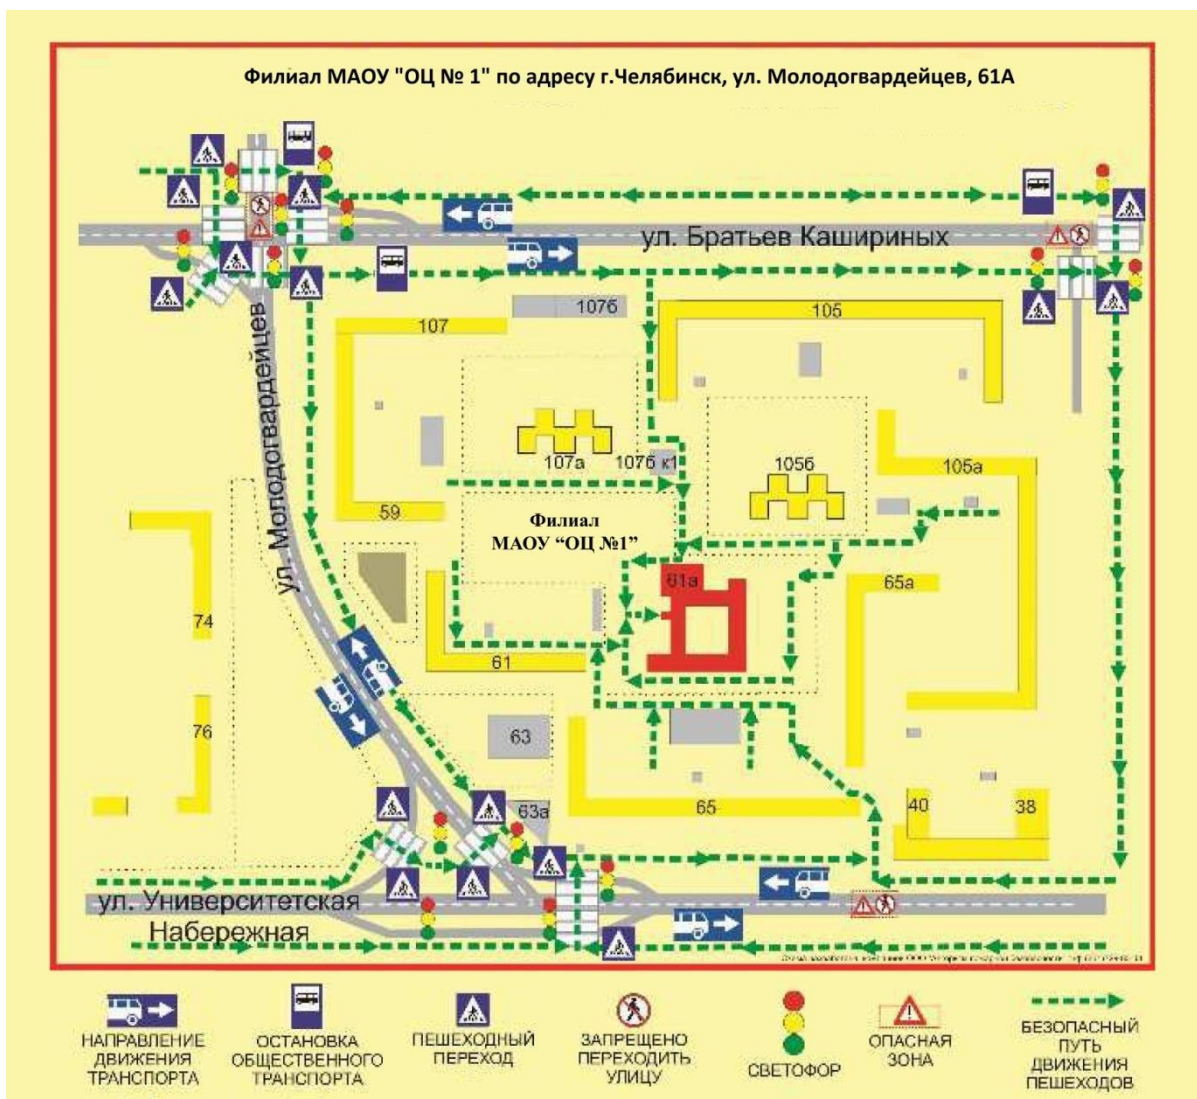 Филиал МАОУ "ОЦ № 1" по адресу г.Челябинск, ул. Молодогвардейцев, 61А
ул. Братьев Кашириных
107б
105
107
ул. Молодогвардейцев
107а
107б к1
105б
105а
59
Филиал
МАОУ “ОЦ №1”
61а
65а
74
61
76
63
63а
65
40
38
ул. Университетская
Набережная
НАПРАВЛЕНИЕ
ДВИЖЕНИЯ
ТРАНСПОРТА
ОСТАНОВКА
ОБЩЕСТВЕННОГО
ТРАНСПОРТА
ПЕШЕХОДНЫЙ
ПЕРЕХОД
ЗАПРЕЩЕНО
ПЕРЕХОДИТЬ
УЛИЦУ
СВЕТОФОР
ОПАСНАЯ
ЗОНА
БЕЗОПАСНЫЙ
ПУТЬ
ДВИЖЕНИЯ
ПЕШЕХОДОВ